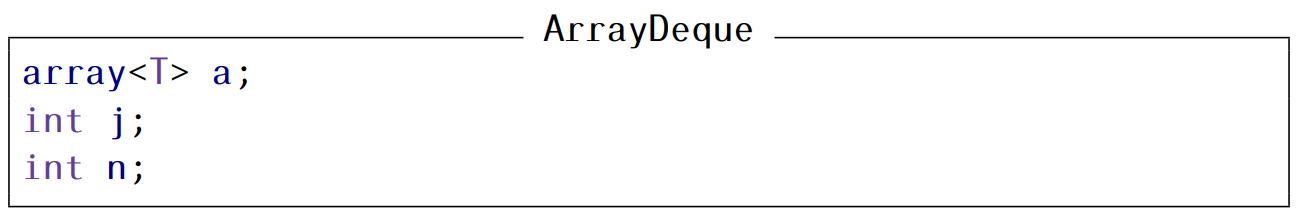 ArrayDeque
array<T> a;
int j;
int n;